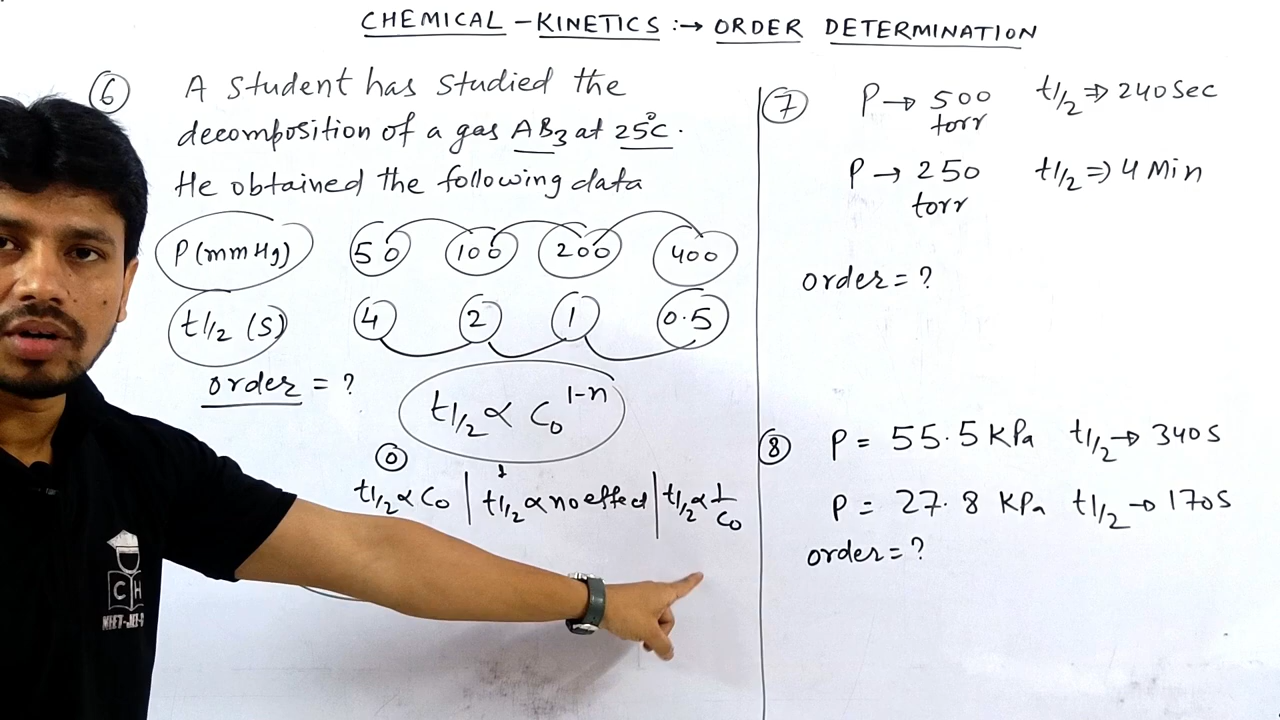 CHEMICAL - KINETICS :→ ORDER DETERMINATION
⑥ A student has studied the
decomposition of a gas AB₃ at 25°C.
He obtained the following data
P (mm Hg) 50 100 200 400
t1/2 (s) 4 2 1 0.5
order = ?
t1/2 ∝ C₀^1-n
⓪
t1/2 ∝ C₀ | t1/2 ∝ no effect | t1/2 ∝ 1/C₀
⑦ P → 500 torr t1/2 ⇒ 240 Sec
P → 250 torr t1/2 ⇒ 4 Min
order = ?
⑧ P = 55.5 KPa t1/2 → 340 S
P = 27.8 KPa t1/2 → 170 S
order = ?
CH